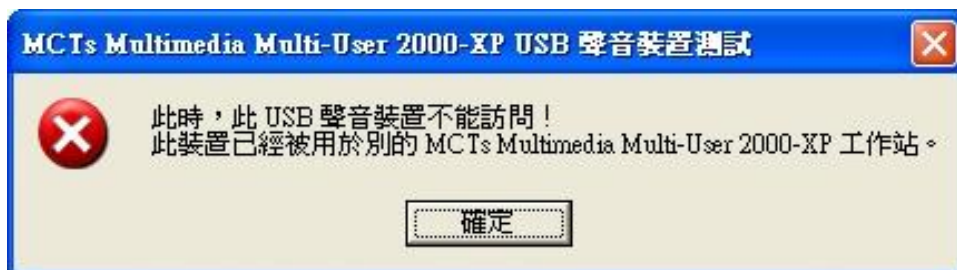 MCTs Multimedia Multi-User 2000-XP USB 聲音裝置測試
此時，此 USB 聲音裝置不能訪問！
此裝置已經被用於別的 MCTs Multimedia Multi-User 2000-XP 工作站。
確定